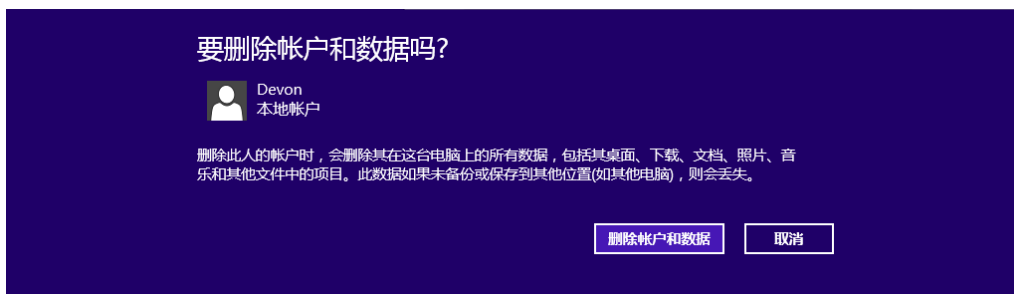 要删除帐户和数据吗?
Devon
本地帐户
删除此人的帐户时，会删除其在这台电脑上的所有数据，包括其桌面、下载、文档、照片、音
乐和其他文件中的项目。此数据如果未备份或保存到其他位置(如其他电脑)，则会丢失。
删除帐户和数据 取消